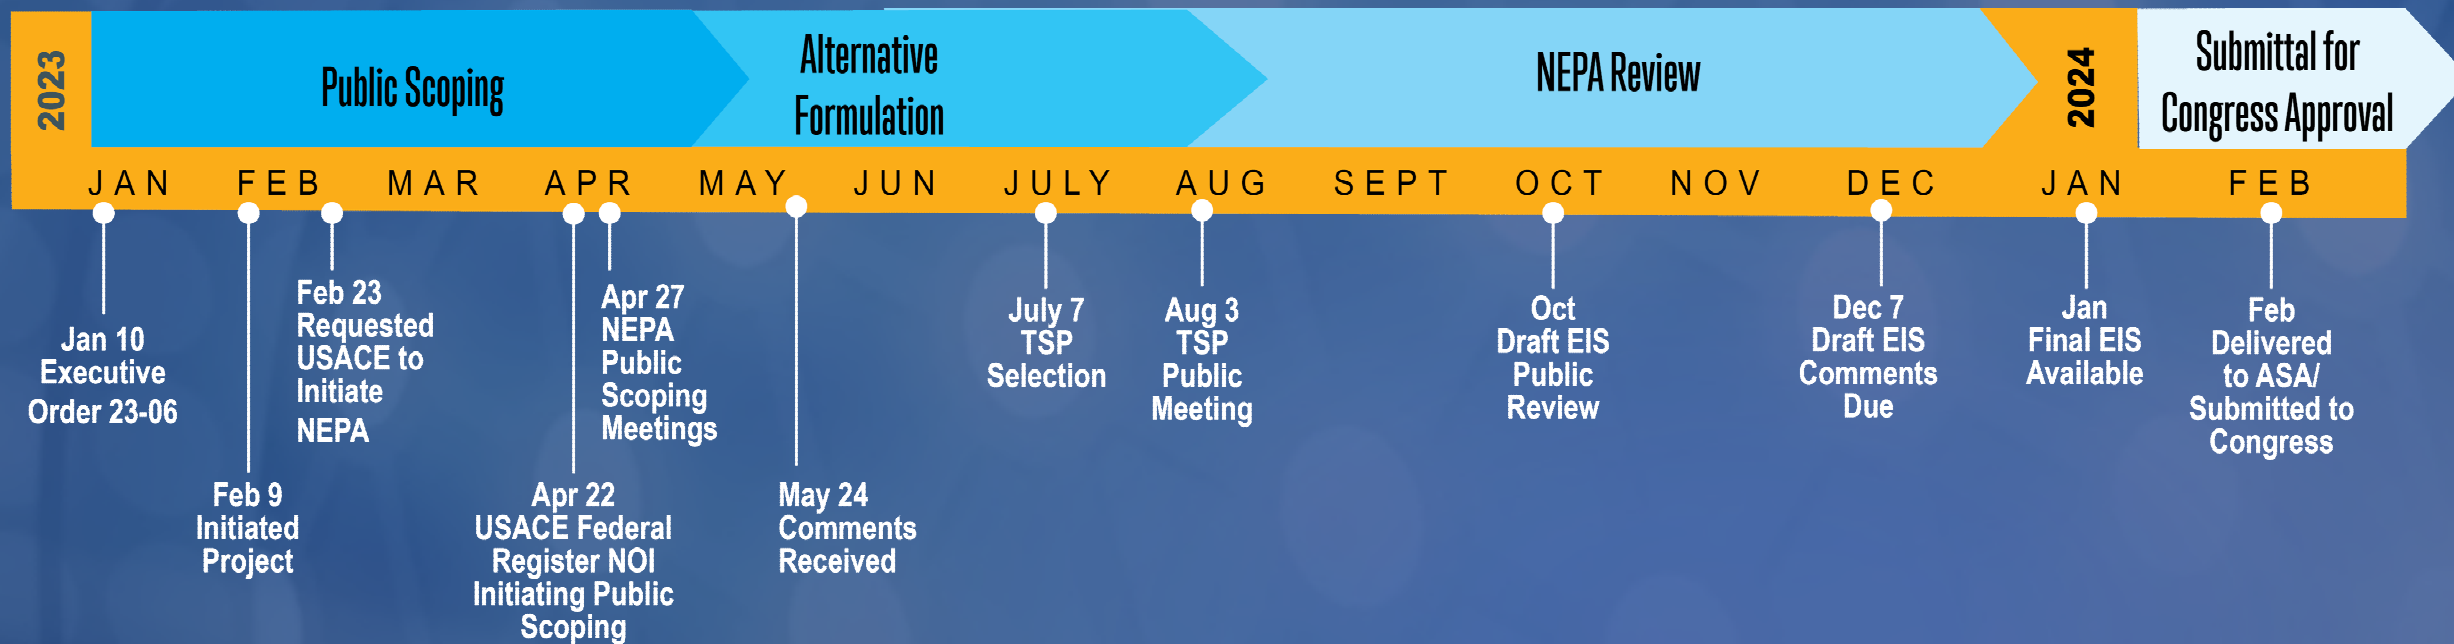 2023
Public Scoping
Alternative
Formulation
NEPA Review
2024
Submittal for
Congress Approval
JAN FEB MAR APR MAY JUN JULY AUG SEPT OCT NOV DEC JAN FEB
Jan 10
Executive
Order 23-06
Feb 9
Initiated
Project
Feb 23
Requested
USACE to
Initiate
NEPA
Apr 22
USACE Federal
Register NOI
Initiating Public
Scoping
Apr 27
NEPA
Public
Scoping
Meetings
May 24
Comments
Received
July 7
TSP
Selection
Aug 3
TSP
Public
Meeting
Oct
Draft EIS
Public
Review
Dec 7
Draft EIS
Comments
Due
Jan
Final EIS
Available
Feb
Delivered
to ASA/
Submitted to
Congress